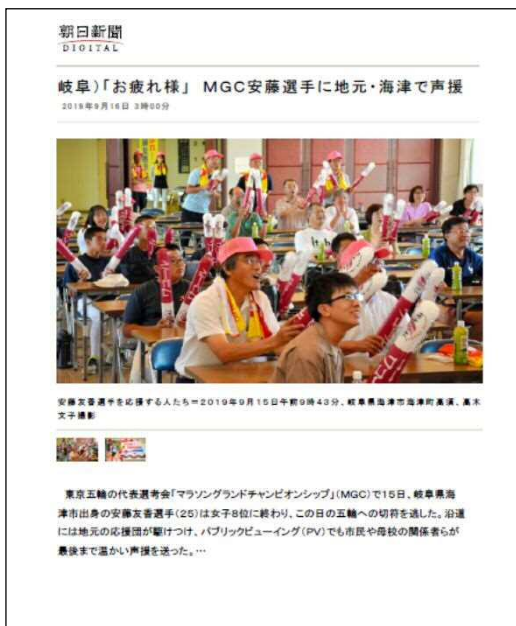 朝日新聞
DIGITAL
岐阜)「お疲れ様」 MGC安藤選手に地元・海津で声援
2019年9月16日 3時00分
安藤友香選手を応援する人たち=2019年9月15日午前9時43分、岐阜県海津市海津町高須、高木
文子撮影
東京五輪の代表選考会「マラソングランドチャンピオンシップ」(MGC)で15日、岐阜県海
津市出身の安藤友香選手(25)は女子8位に終わり、この日の五輪への切符を逃した。沿道
には地元の応援団が駆けつけ、パブリックビューイング(PV)でも市民や母校の関係者らが
最後まで温かい声援を送った。…